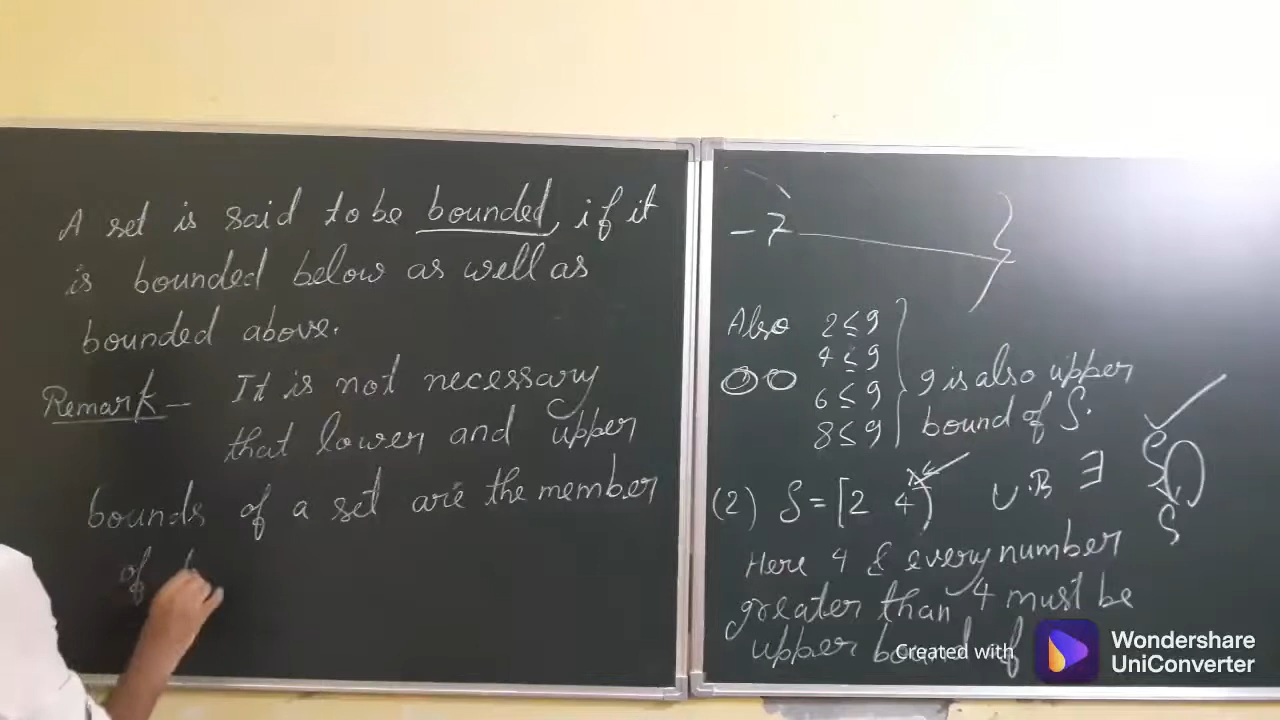 A set is said to be bounded, if it
is bounded below as well as
bounded above.
Remark — It is not necessary
that lower and upper
bounds of a set are the member
of
-7
Also 2 ≤ 9
4 ≤ 9
6 ≤ 9
8 ≤ 9
9 is also upper
bound of S.
(2) S = [2 4)
U.B ∃
Here 4 & every number
greater than 4 must be
upper bound of
Created with
Wondershare
UniConverter